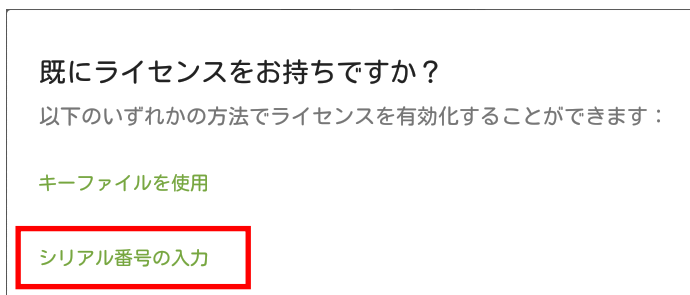 既にライセンスをお持ちですか？
以下のいずれかの方法でライセンスを有効化することができます：
キーファイルを使用
シリアル番号の入力